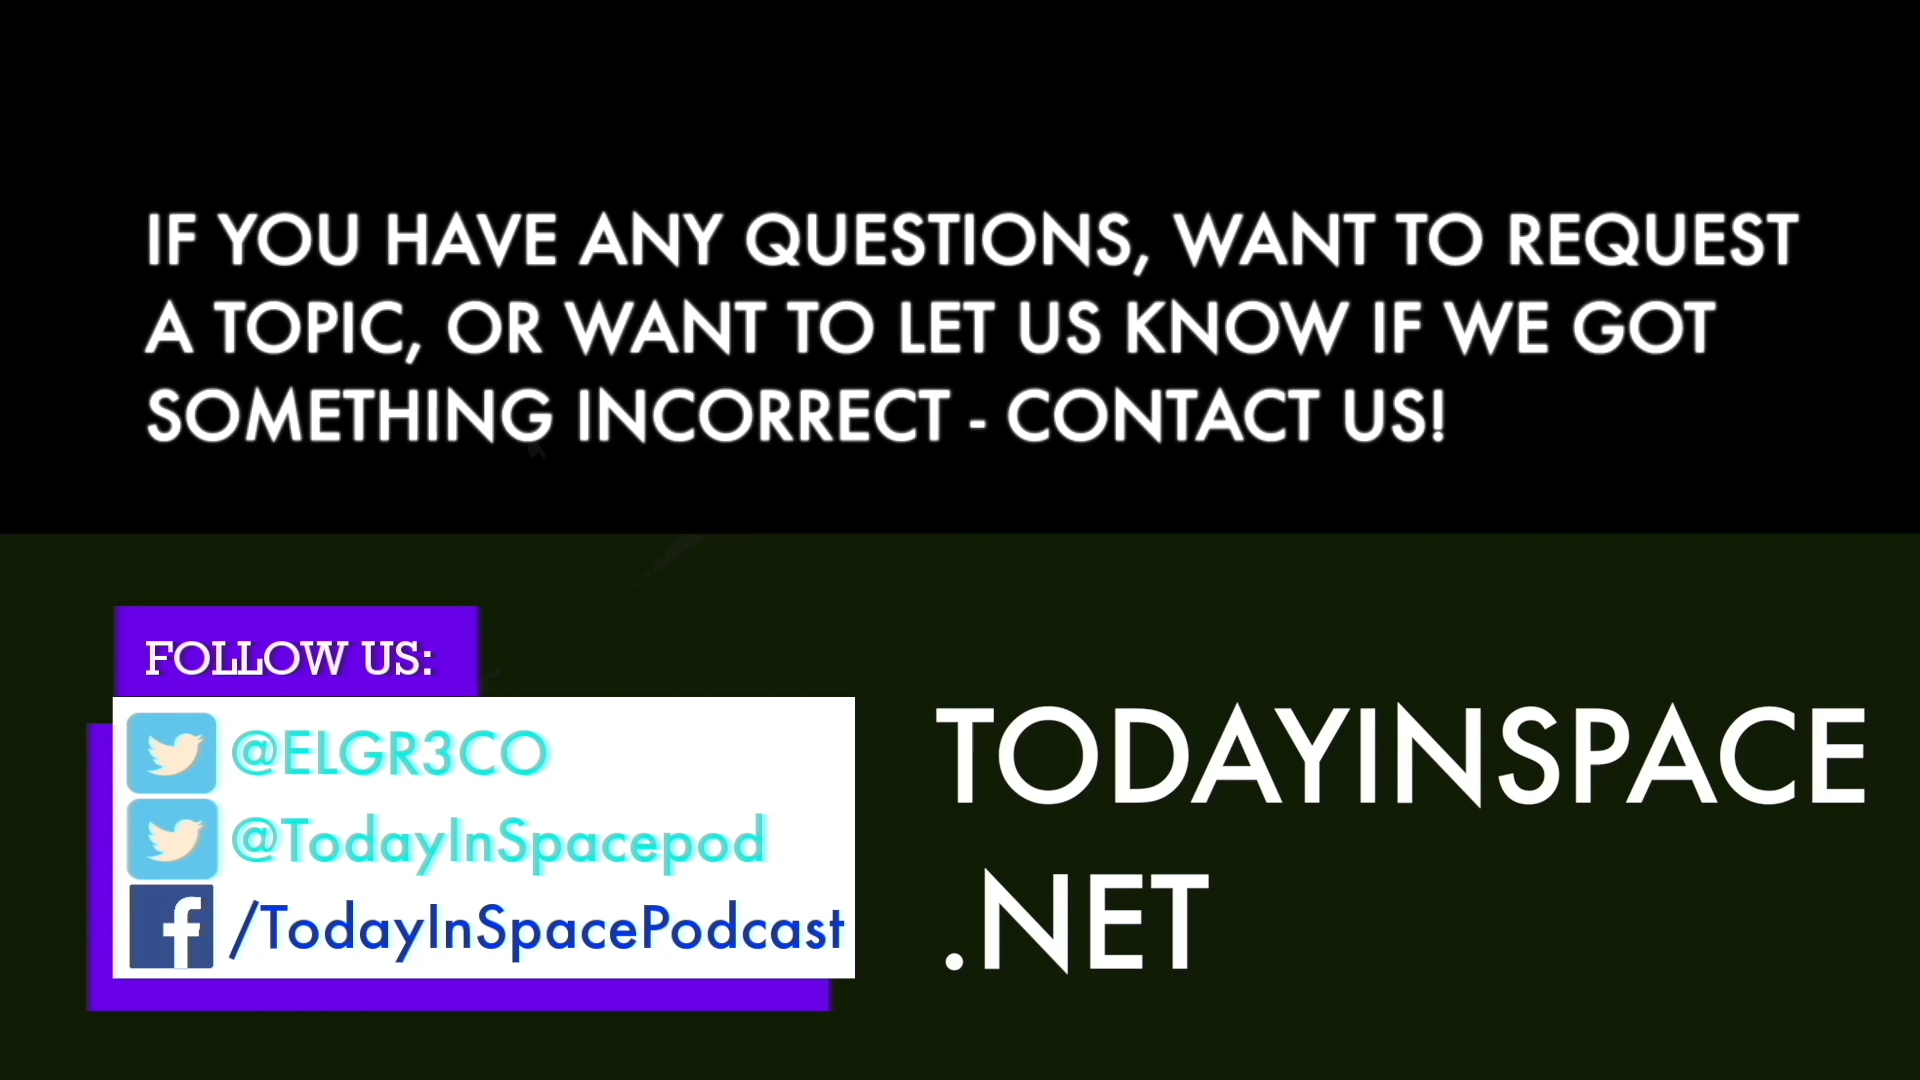 IF YOU HAVE ANY QUESTIONS, WANT TO REQUEST
A TOPIC, OR WANT TO LET US KNOW IF WE GOT
SOMETHING INCORRECT - CONTACT US!
FOLLOW US:
@ELGR3CO
@TodayInSpacepod
/TodayInSpacePodcast
TODAYINSPACE
.NET